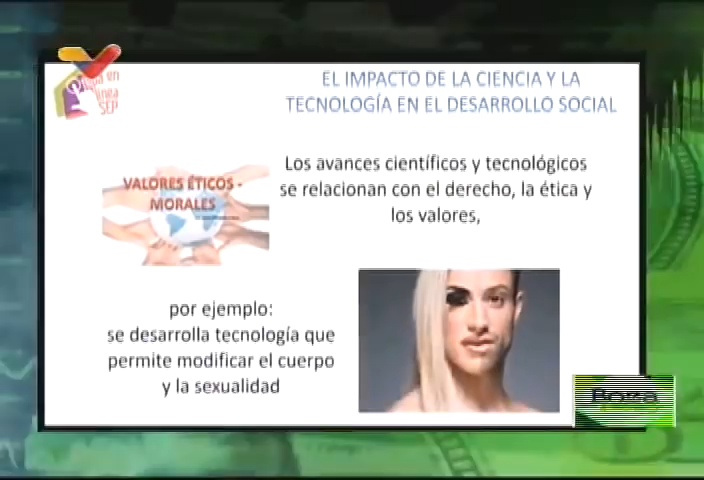 EL IMPACTO DE LA CIENCIA Y LA
TECNOLOGÍA EN EL DESARROLLO SOCIAL
en
línea
SEP
Los avances científicos y tecnológicos
se relacionan con el derecho, la ética y
los valores,
VALORES ÉTICOS -
MORALES
por ejemplo:
se desarrolla tecnología que
permite modificar el cuerpo
y la sexualidad